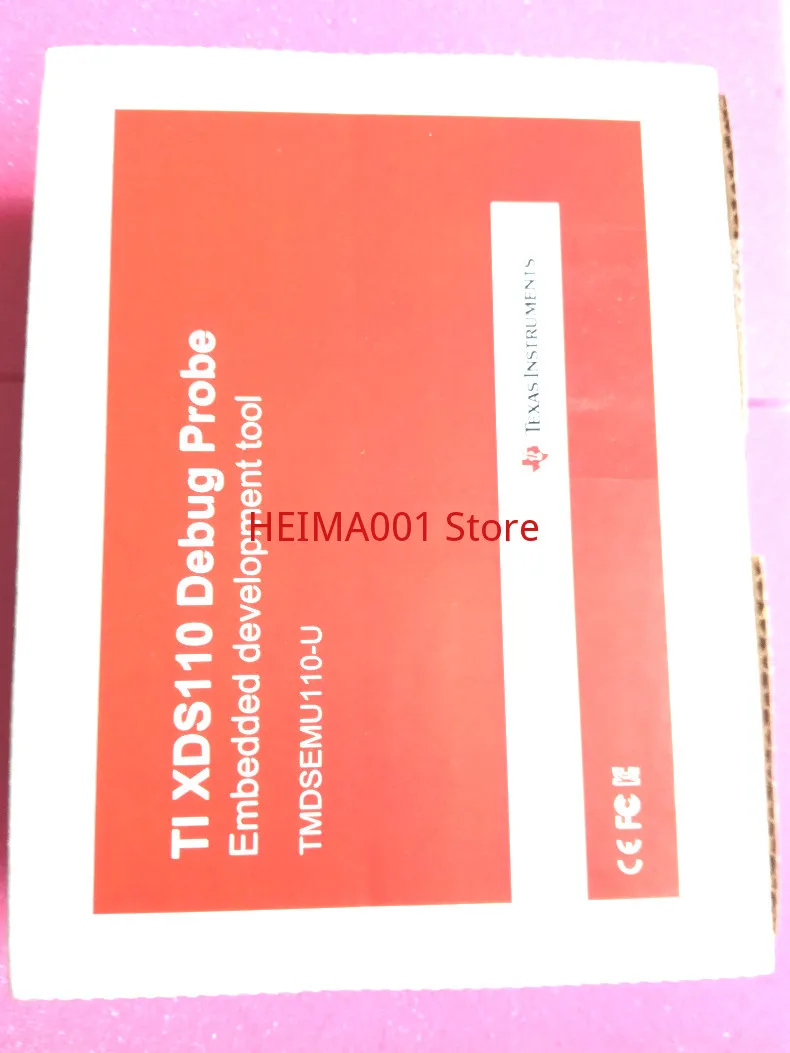 TI XDS110 Debug Probe
Embedded development tool
TMDSEMU110-U
TEXAS INSTRUMENTS
CE FC
HEIMA001 Store